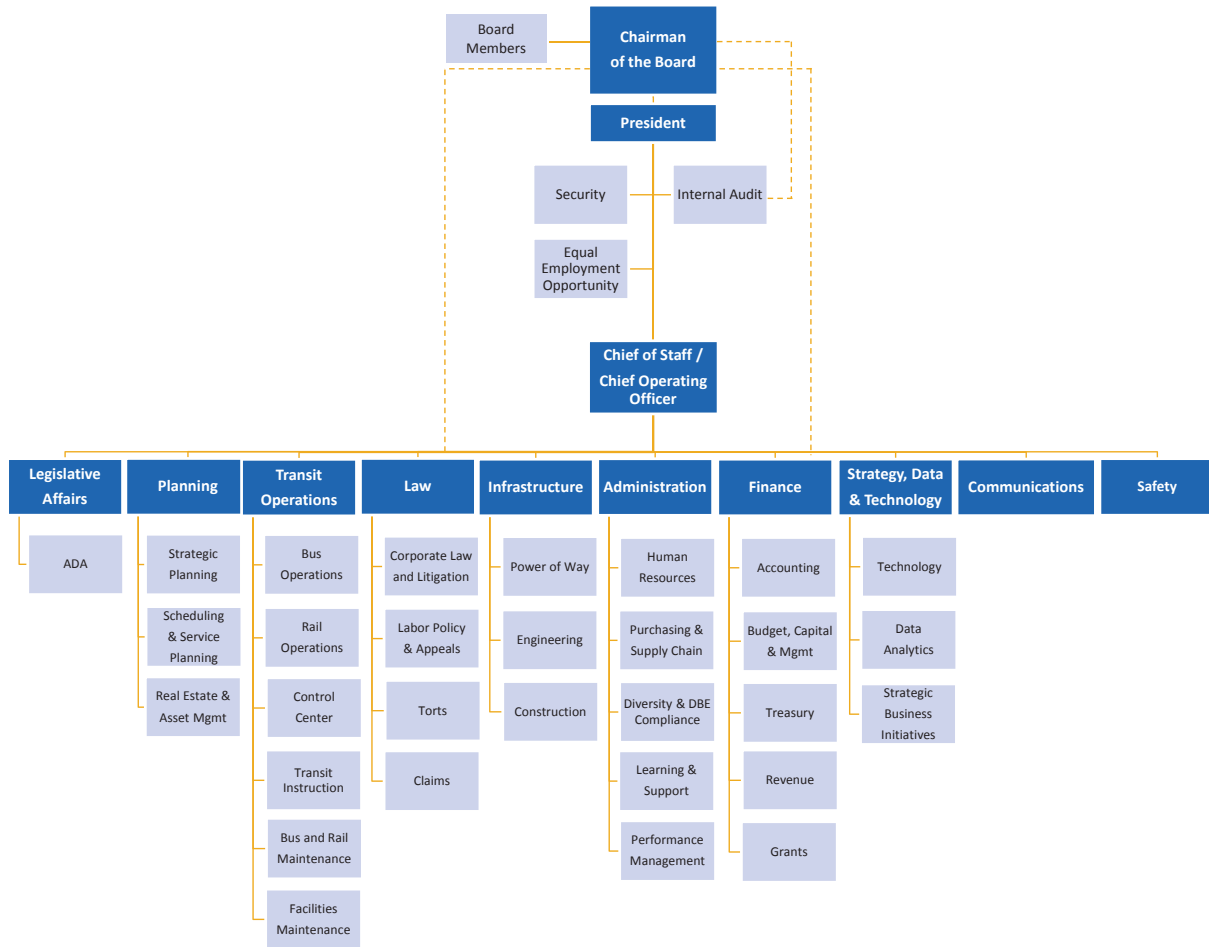 Board
Members
Chairman
of the Board
President
Security
Internal Audit
Equal
Employment
Opportunity
Chief of Staff /
Chief Operating
Officer
Legislative
Affairs
Planning
Transit
Operations
Law
Infrastructure
Administration
Finance
Strategy, Data
& Technology
Communications
Safety
ADA
Strategic
Planning
Scheduling
& Service
Planning
Real Estate &
Asset Mgmt
Bus
Operations
Rail
Operations
Control
Center
Transit
Instruction
Bus and Rail
Maintenance
Facilities
Maintenance
Corporate Law
and Litigation
Labor Policy
& Appeals
Torts
Claims
Power of Way
Engineering
Construction
Human
Resources
Purchasing &
Supply Chain
Diversity & DBE
Compliance
Learning &
Support
Performance
Management
Accounting
Budget, Capital
& Mgmt
Treasury
Revenue
Grants
Technology
Data
Analytics
Strategic
Business
Initiatives